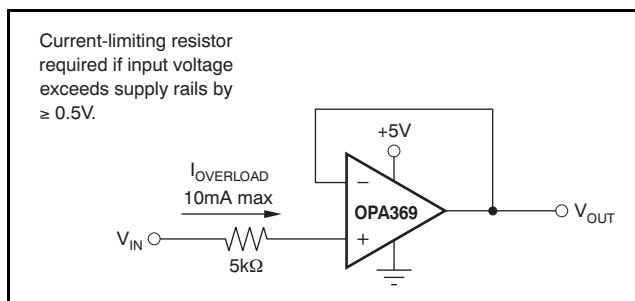 Current-limiting resistor
required if input voltage
exceeds supply rails by
≥ 0.5V.
+5V
I_OVERLOAD
10mA max
−
OPA369
V_OUT
V_IN
+
5kΩ